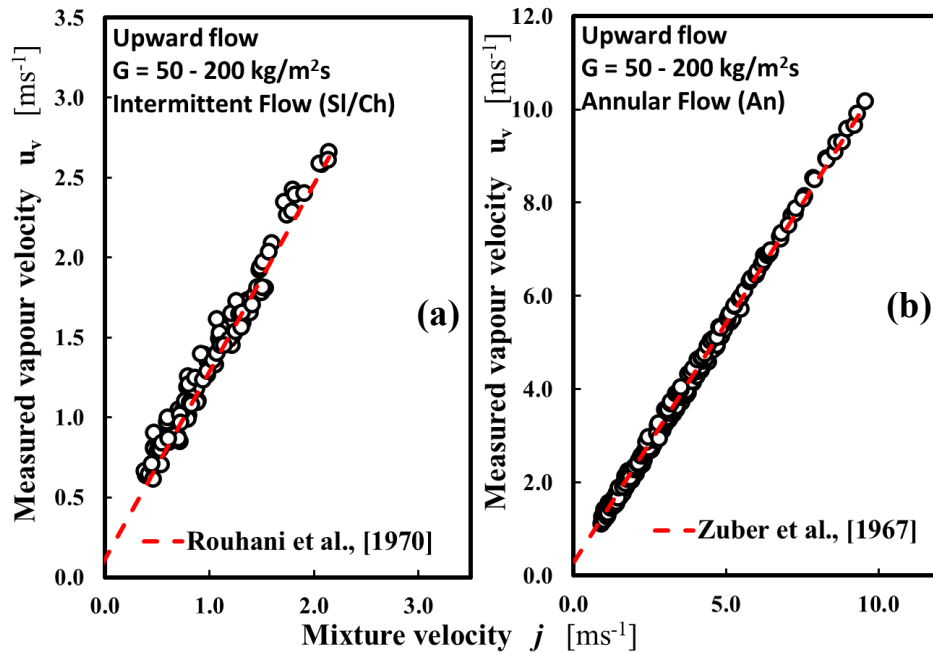 Measured vapour velocity u_v [ms⁻¹]
3.5
3.0
2.5
2.0
1.5
1.0
0.5
0.0
Upward flow
G = 50 - 200 kg/m²s
Intermittent Flow (Sl/Ch)
(a)
Rouhani et al., [1970]
0.0 1.0 2.0 3.0
Measured vapour velocity u_v [ms⁻¹]
12.0
10.0
8.0
6.0
4.0
2.0
0.0
Upward flow
G = 50 - 200 kg/m²s
Annular Flow (An)
(b)
Zuber et al., [1967]
0.0 5.0 10.0
Mixture velocity j [ms⁻¹]